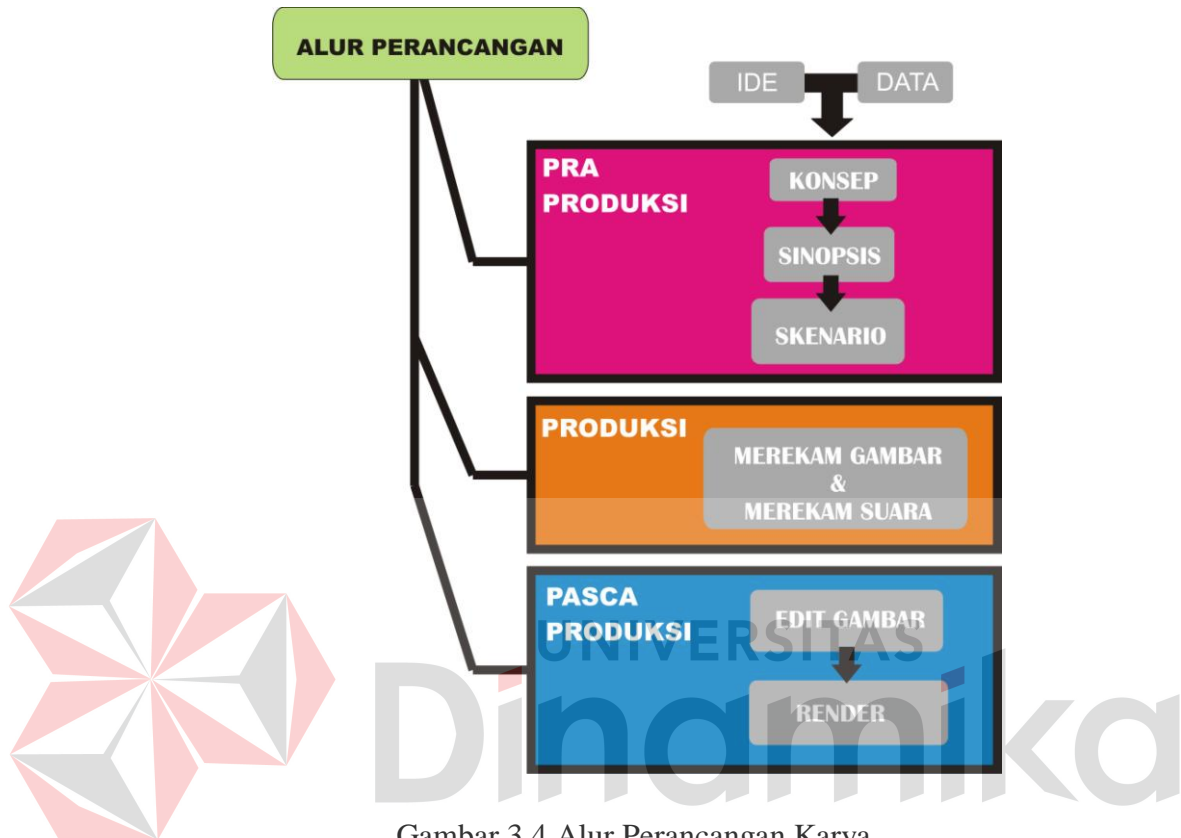 ALUR PERANCANGAN
IDE
DATA
PRA
PRODUKSI
KONSEP
SINOPSIS
SKENARIO
PRODUKSI
MEREKAM GAMBAR
&
MEREKAM SUARA
PASCA
PRODUKSI
EDIT GAMBAR
RENDER
UNIVERSITAS
Dinamika
Gambar 3.4 Alur Perancangan Karya